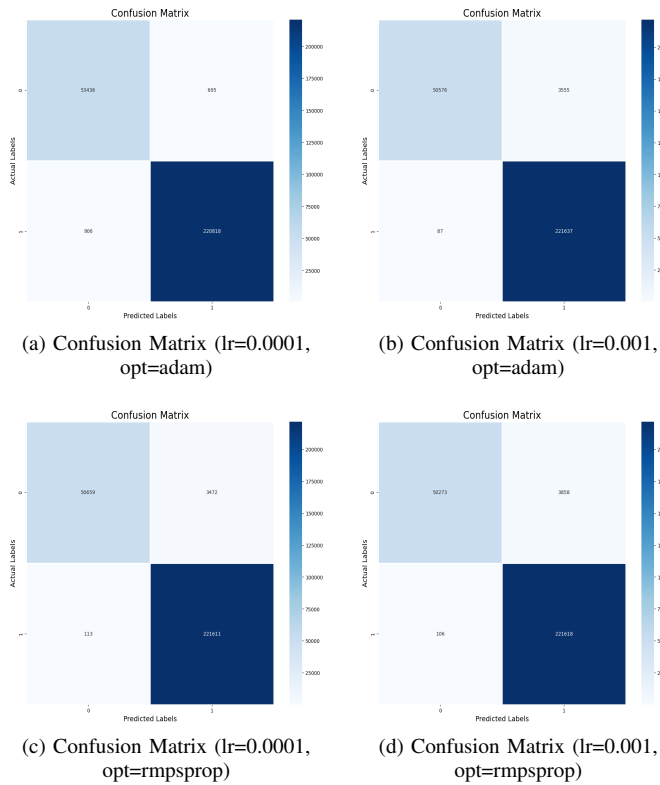 Confusion Matrix
Actual Labels
0
1
53436
695
906
220818
0
1
Predicted Labels
200000
175000
150000
125000
100000
75000
50000
25000
(a) Confusion Matrix (lr=0.0001,
opt=adam)
Confusion Matrix
Actual Labels
0
1
50576
3555
87
221637
0
1
Predicted Labels
(b) Confusion Matrix (lr=0.001,
opt=adam)
Confusion Matrix
Actual Labels
0
1
50659
3472
113
221611
0
1
Predicted Labels
200000
175000
150000
125000
100000
75000
50000
25000
(c) Confusion Matrix (lr=0.0001,
opt=rmpsprop)
Confusion Matrix
Actual Labels
0
1
50273
3858
106
221618
0
1
Predicted Labels
(d) Confusion Matrix (lr=0.001,
opt=rmpsprop)